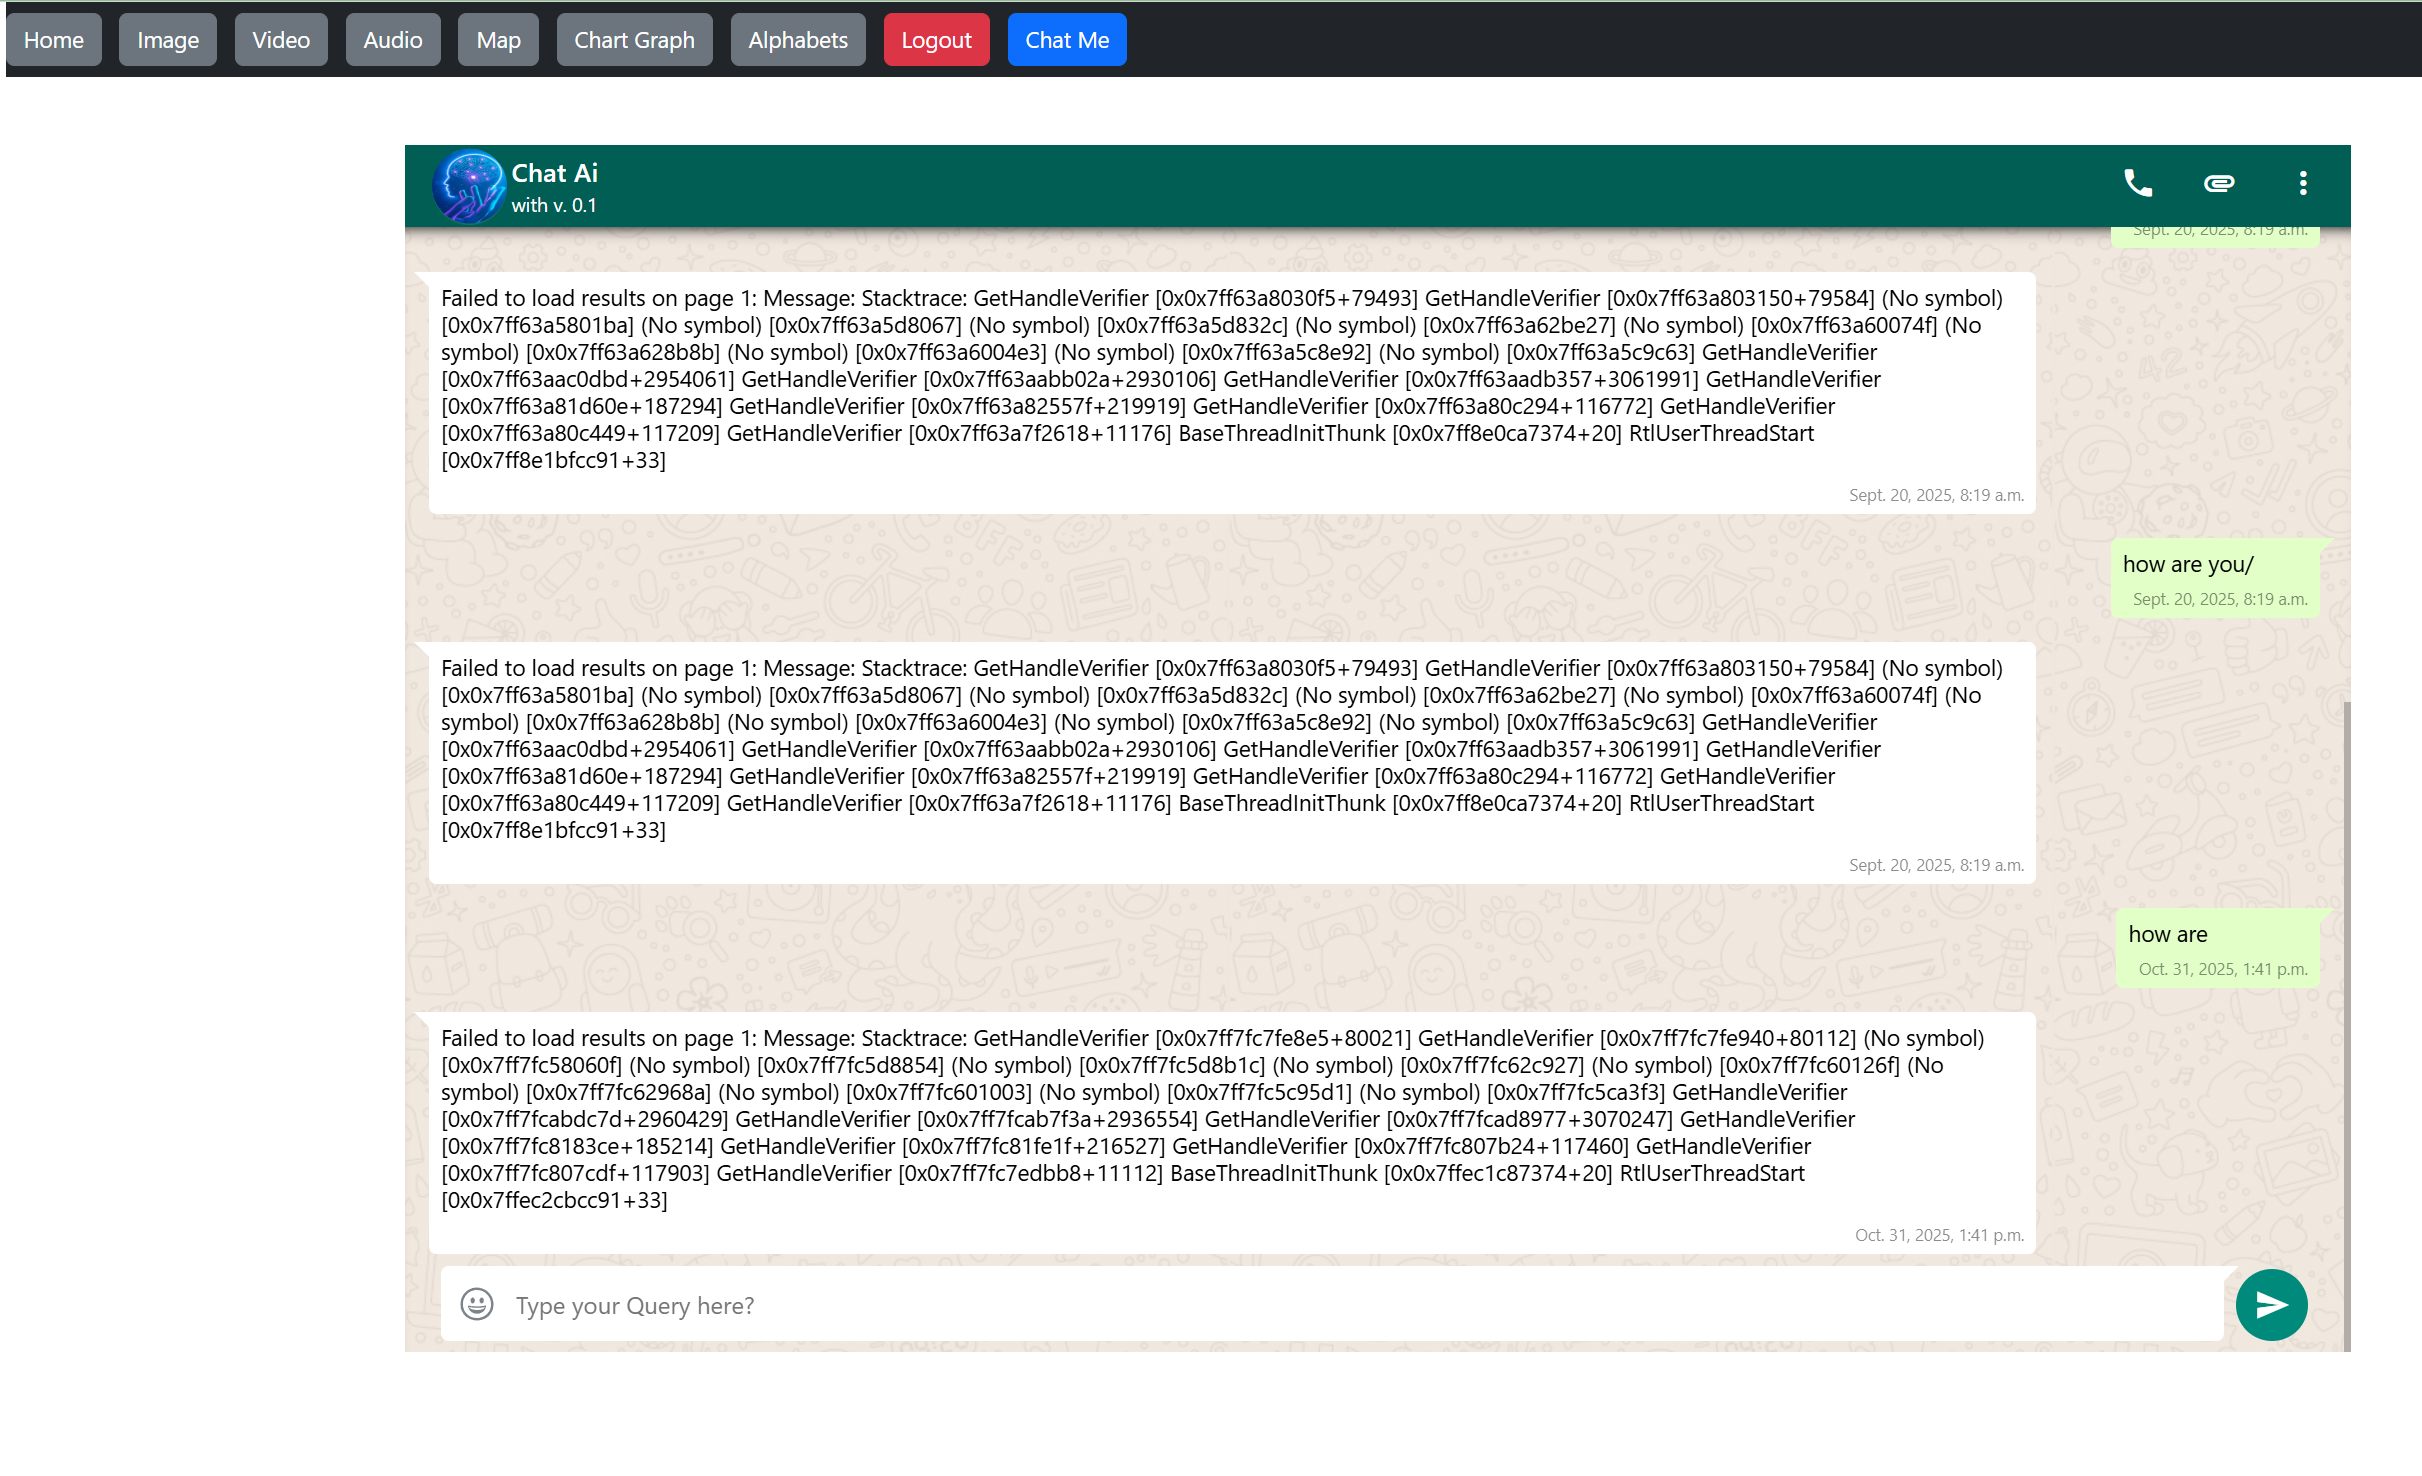 Home Image Video Audio Map Chart Graph Alphabets Logout Chat Me
Chat Ai
with v. 0.1
Sept. 20, 2025, 8:19 a.m.
Failed to load results on page 1: Message: Stacktrace: GetHandleVerifier [0x0x7ff63a8030f5+79493] GetHandleVerifier [0x0x7ff63a803150+79584] (No symbol)
[0x0x7ff63a5801ba] (No symbol) [0x0x7ff63a5d8067] (No symbol) [0x0x7ff63a5d832c] (No symbol) [0x0x7ff63a62be27] (No symbol) [0x0x7ff63a60074f] (No
symbol) [0x0x7ff63a628b8b] (No symbol) [0x0x7ff63a6004e3] (No symbol) [0x0x7ff63a5c8e92] (No symbol) [0x0x7ff63a5c9c63] GetHandleVerifier
[0x0x7ff63aac0dbd+2954061] GetHandleVerifier [0x0x7ff63aabb02a+2930106] GetHandleVerifier [0x0x7ff63aadb357+3061991] GetHandleVerifier
[0x0x7ff63a81d60e+187294] GetHandleVerifier [0x0x7ff63a82557f+219919] GetHandleVerifier [0x0x7ff63a80c294+116772] GetHandleVerifier
[0x0x7ff63a80c449+117209] GetHandleVerifier [0x0x7ff63a7f2618+11176] BaseThreadInitThunk [0x0x7ff8e0ca7374+20] RtlUserThreadStart
[0x0x7ff8e1bfcc91+33]
Sept. 20, 2025, 8:19 a.m.
how are you/
Sept. 20, 2025, 8:19 a.m.
Failed to load results on page 1: Message: Stacktrace: GetHandleVerifier [0x0x7ff63a8030f5+79493] GetHandleVerifier [0x0x7ff63a803150+79584] (No symbol)
[0x0x7ff63a5801ba] (No symbol) [0x0x7ff63a5d8067] (No symbol) [0x0x7ff63a5d832c] (No symbol) [0x0x7ff63a62be27] (No symbol) [0x0x7ff63a60074f] (No
symbol) [0x0x7ff63a628b8b] (No symbol) [0x0x7ff63a6004e3] (No symbol) [0x0x7ff63a5c8e92] (No symbol) [0x0x7ff63a5c9c63] GetHandleVerifier
[0x0x7ff63aac0dbd+2954061] GetHandleVerifier [0x0x7ff63aabb02a+2930106] GetHandleVerifier [0x0x7ff63aadb357+3061991] GetHandleVerifier
[0x0x7ff63a81d60e+187294] GetHandleVerifier [0x0x7ff63a82557f+219919] GetHandleVerifier [0x0x7ff63a80c294+116772] GetHandleVerifier
[0x0x7ff63a80c449+117209] GetHandleVerifier [0x0x7ff63a7f2618+11176] BaseThreadInitThunk [0x0x7ff8e0ca7374+20] RtlUserThreadStart
[0x0x7ff8e1bfcc91+33]
Sept. 20, 2025, 8:19 a.m.
how are
Oct. 31, 2025, 1:41 p.m.
Failed to load results on page 1: Message: Stacktrace: GetHandleVerifier [0x0x7ff7fc7fe8e5+80021] GetHandleVerifier [0x0x7ff7fc7fe940+80112] (No symbol)
[0x0x7ff7fc58060f] (No symbol) [0x0x7ff7fc5d8854] (No symbol) [0x0x7ff7fc5d8b1c] (No symbol) [0x0x7ff7fc62c927] (No symbol) [0x0x7ff7fc60126f] (No
symbol) [0x0x7ff7fc62968a] (No symbol) [0x0x7ff7fc601003] (No symbol) [0x0x7ff7fc5c95d1] (No symbol) [0x0x7ff7fc5ca3f3] GetHandleVerifier
[0x0x7ff7fcabdc7d+2960429] GetHandleVerifier [0x0x7ff7fcab7f3a+2936554] GetHandleVerifier [0x0x7ff7fcad8977+3070247] GetHandleVerifier
[0x0x7ff7fc8183ce+185214] GetHandleVerifier [0x0x7ff7fc81fe1f+216527] GetHandleVerifier [0x0x7ff7fc807b24+117460] GetHandleVerifier
[0x0x7ff7fc807cdf+117903] GetHandleVerifier [0x0x7ff7fc7edbb8+11112] BaseThreadInitThunk [0x0x7ffec1c87374+20] RtlUserThreadStart
[0x0x7ffec2cbcc91+33]
Oct. 31, 2025, 1:41 p.m.
Type your Query here?